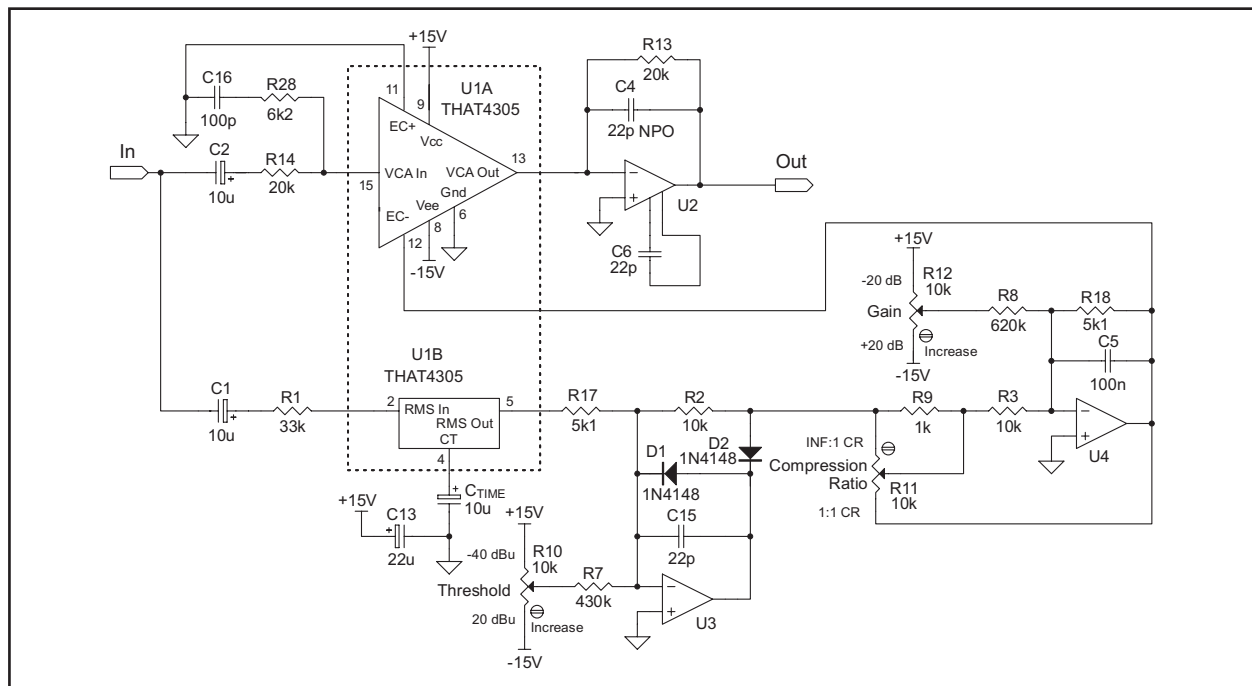 +15V
R13
20k
C16
100p
R28
6k2
U1A
THAT4305
11
9
EC+
Vcc
C4
22p NPO
In
C2
10u
R14
20k
15
VCA In
VCA Out
13
Gnd
Vee
6
8
EC-
12
-15V
U2
Out
C6
22p
+15V
-20 dB
R12
10k
Gain
R8
620k
R18
5k1
+20 dB
Increase
-15V
C5
100n
U1B
THAT4305
C1
10u
R1
33k
2
RMS In
RMS Out
CT
5
4
R17
5k1
R2
10k
R9
1k
R3
10k
U4
D1
1N4148
D2
1N4148
INF:1 CR
Compression
Ratio
R11
10k
1:1 CR
CTIME
10u
+15V
C13
22u
+15V
-40 dBu
R10
10k
Threshold
R7
430k
20 dBu
Increase
-15V
C15
22p
U3